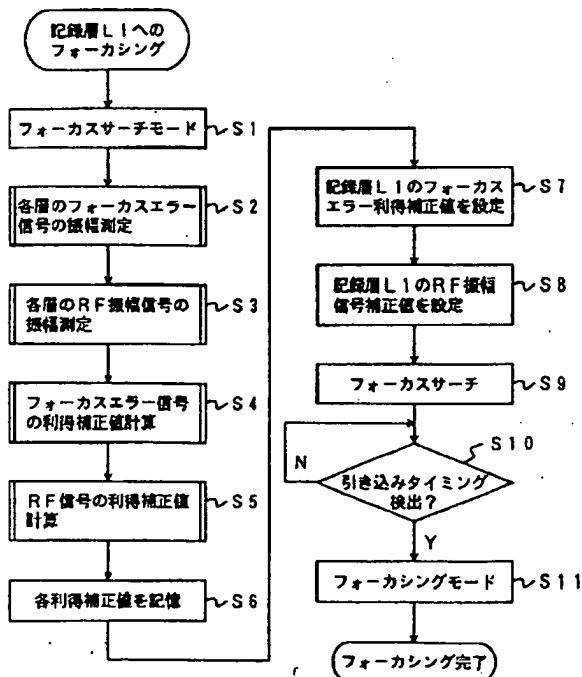 記録層L1への
フォーカシング
フォーカスサーチモード
S1
各層のフォーカスエラー
信号の振幅測定
S2
各層のRF振幅信号の
振幅測定
S3
フォーカスエラー信号
の利得補正値計算
S4
RF信号の利得補正値
計算
S5
各利得補正値を記憶
S6
記録層L1のフォーカス
エラー利得補正値を設定
S7
記録層L1のRF振幅
信号補正値を設定
S8
フォーカスサーチ
S9
S10
N
引き込みタイミング
検出?
Y
フォーカシングモード
S11
フォーカシング完了